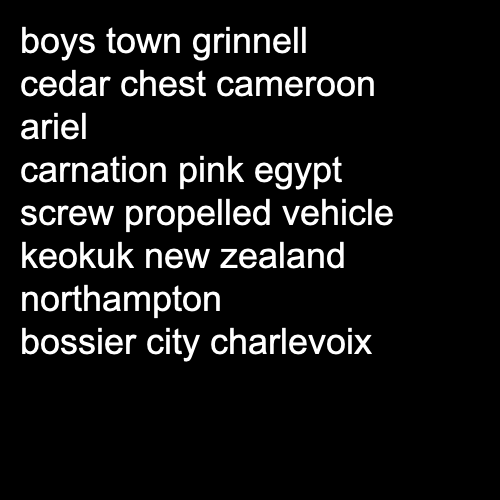 boys town grinnell
cedar chest cameroon
ariel
carnation pink egypt
screw propelled vehicle
keokuk new zealand
northampton
bossier city charlevoix